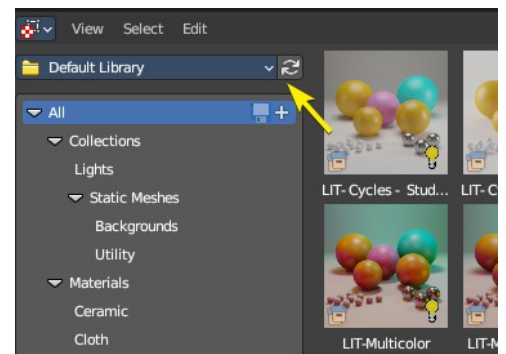 View Select Edit
Default Library
All
Collections
Lights
Static Meshes
Backgrounds
Utility
Materials
Ceramic
Cloth
LIT- Cycles - Stud... LIT- C
LIT-Multicolor LIT-M